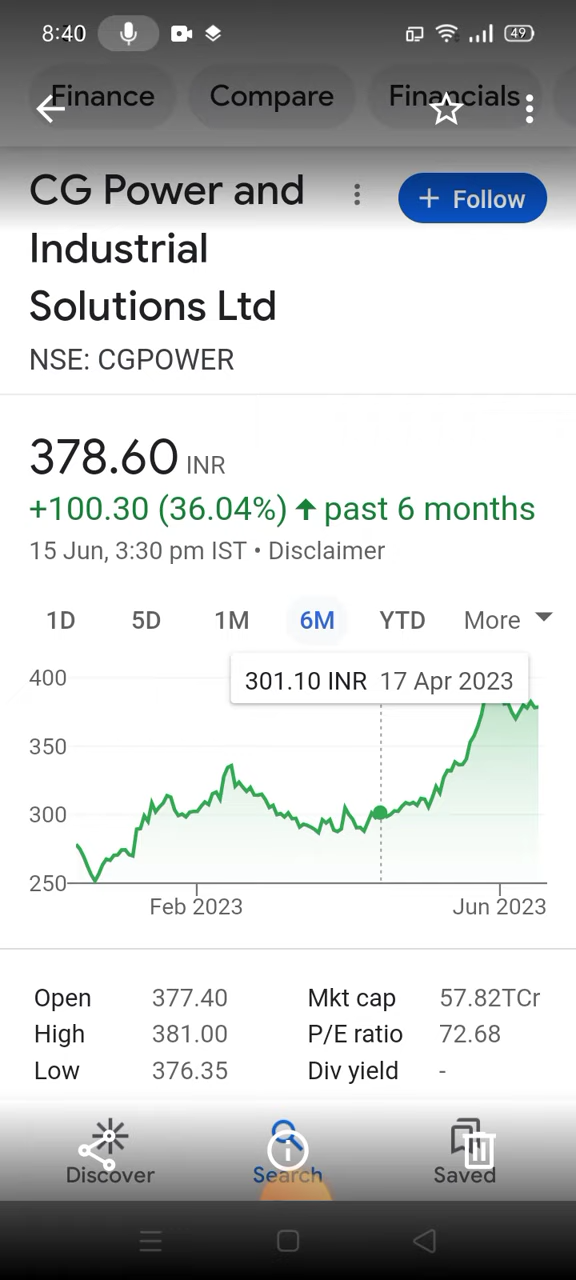 8:40
49
Finance Compare Financials
CG Power and
Industrial
Solutions Ltd
+ Follow
NSE: CGPOWER
378.60 INR
+100.30 (36.04%) ↑ past 6 months
15 Jun, 3:30 pm IST • Disclaimer
1D 5D 1M 6M YTD More
301.10 INR 17 Apr 2023
400
350
300
250
Feb 2023 Jun 2023
Open 377.40 Mkt cap 57.82TCr
High 381.00 P/E ratio 72.68
Low 376.35 Div yield -
Discover Search Saved